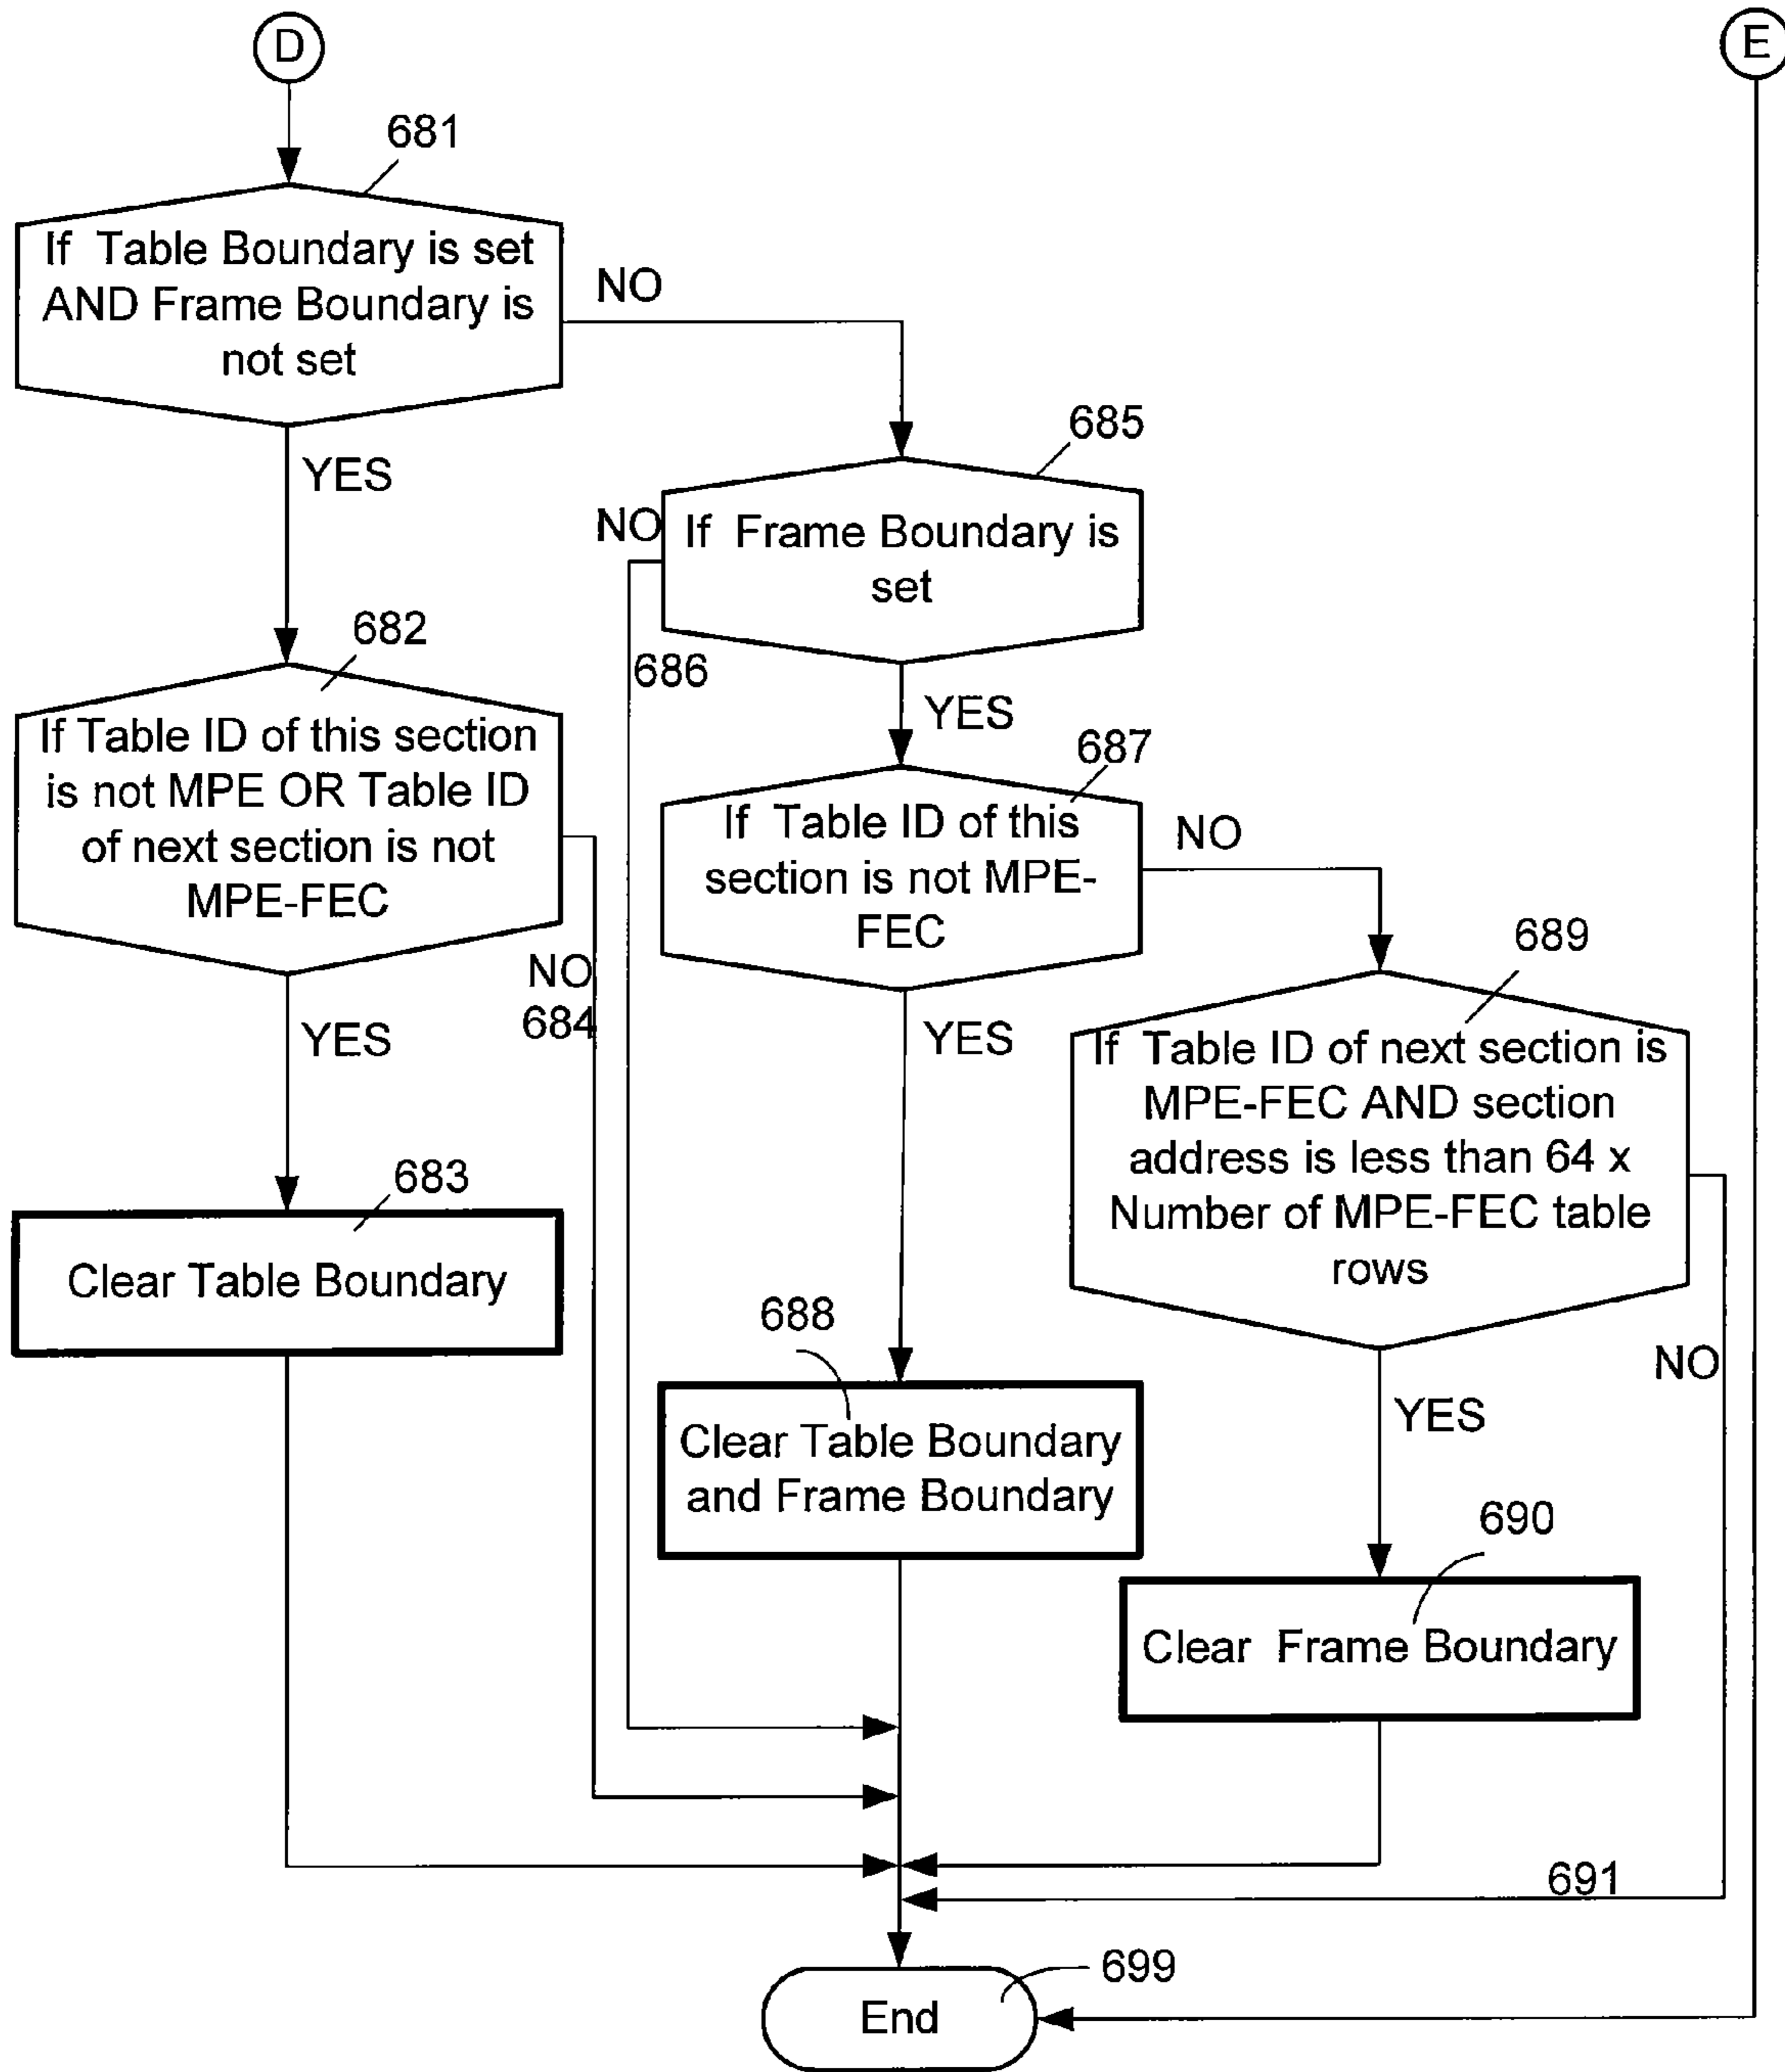 D
E
681
If Table Boundary is set
AND Frame Boundary is
not set
NO
YES
685
If Frame Boundary is
set
NO
686
YES
682
If Table ID of this section
is not MPE OR Table ID
of next section is not
MPE-FEC
NO
684
YES
687
If Table ID of this
section is not MPE-
FEC
NO
YES
689
If Table ID of next section is
MPE-FEC AND section
address is less than 64 x
Number of MPE-FEC table
rows
NO
YES
683
Clear Table Boundary
688
Clear Table Boundary
and Frame Boundary
690
Clear Frame Boundary
691
699
End